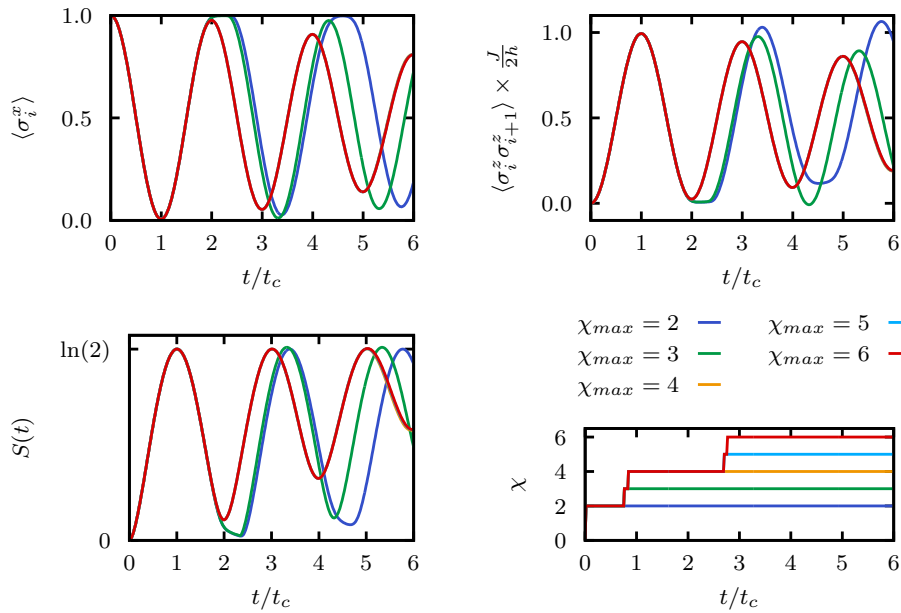 ⟨σ_i^x⟩
1.0
0.5
0.0
0 1 2 3 4 5 6
t/t_c
⟨σ_i^z σ_{i+1}^z⟩ × J/2h
1.0
0.5
0.0
0 1 2 3 4 5 6
t/t_c
S(t)
ln(2)
0
0 1 2 3 4 5 6
t/t_c
χ_max = 2
χ_max = 3
χ_max = 4
χ_max = 5
χ_max = 6
χ
6
4
2
0
0 1 2 3 4 5 6
t/t_c